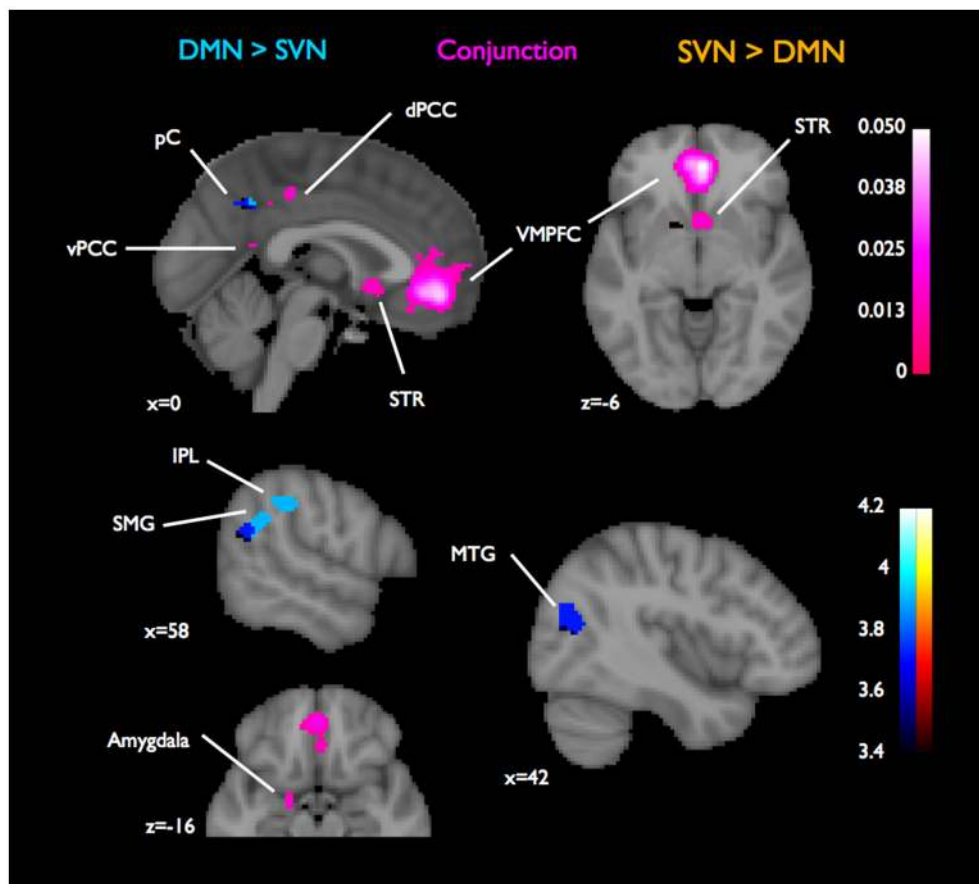 DMN > SVN
Conjunction
SVN > DMN
dPCC
pC
vPCC
STR
x=0
STR
VMPFC
z=-6
0.050
0.038
0.025
0.013
0
IPL
SMG
x=58
MTG
x=42
4.2
4
3.8
3.6
3.4
Amygdala
z=-16